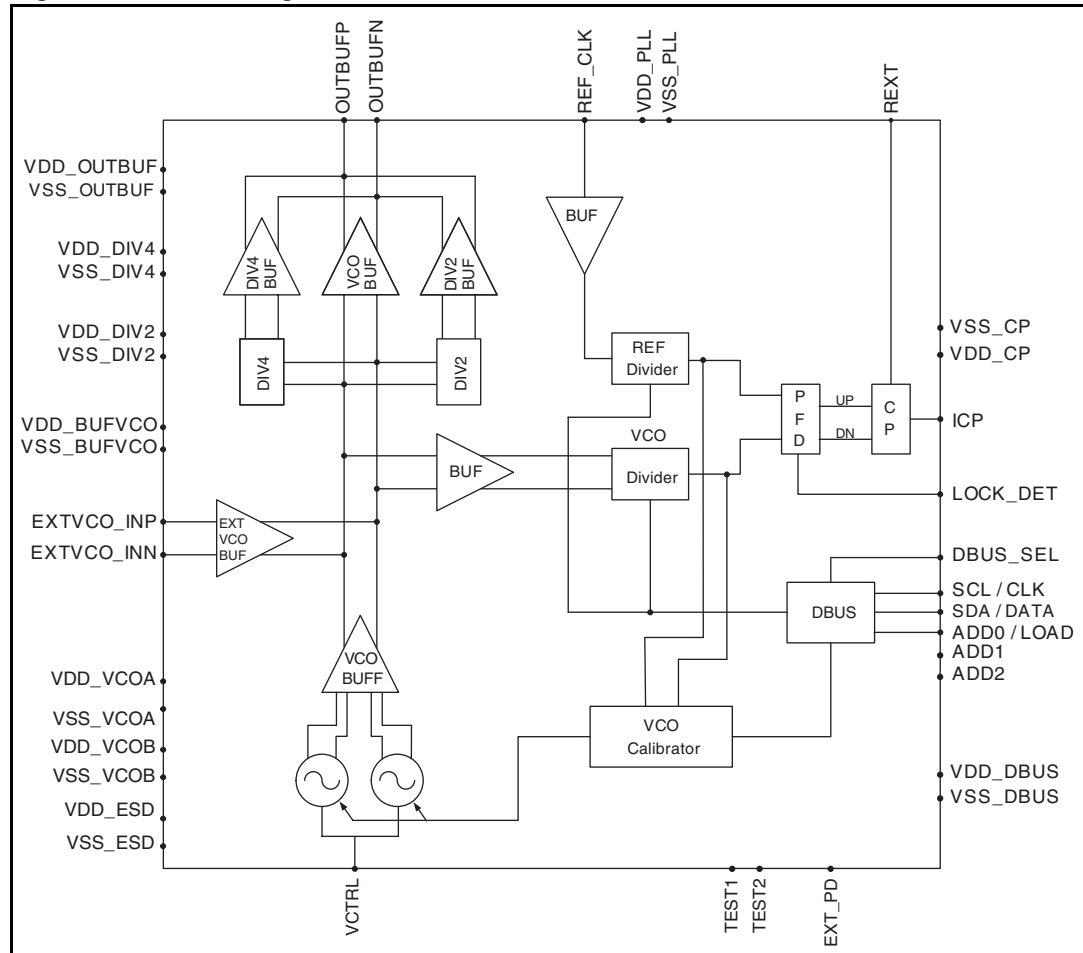 OUTBUFP
OUTBUFN
REF_CLK
VDD_PLL
VSS_PLL
REXT
VDD_OUTBUF
VSS_OUTBUF
VDD_DIV4
VSS_DIV4
VDD_DIV2
VSS_DIV2
VDD_BUFVCO
VSS_BUFVCO
EXTVCO_INP
EXTVCO_INN
VDD_VCOA
VSS_VCOA
VDD_VCOB
VSS_VCOB
VDD_ESD
VSS_ESD
DIV4
BUF
VCO
BUF
DIV2
BUF
DIV4
DIV2
BUF
REF
Divider
VCO
Divider
BUF
EXT
VCO
BUF
VCO
BUFF
PFD
UP
DN
CP
DBUS
VCO
Calibrator
VSS_CP
VDD_CP
ICP
LOCK_DET
DBUS_SEL
SCL / CLK
SDA / DATA
ADD0 / LOAD
ADD1
ADD2
VDD_DBUS
VSS_DBUS
VCTRL
TEST1
TEST2
EXT_PD